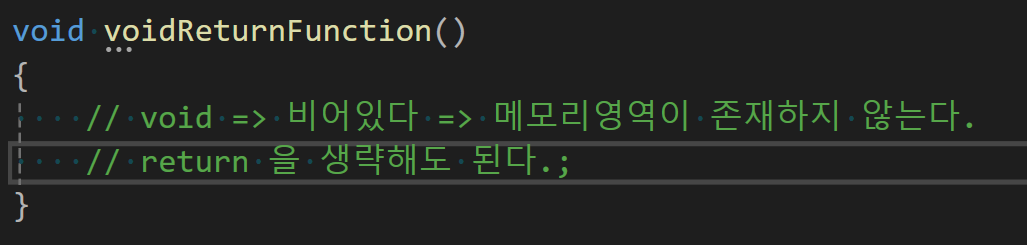 void voidReturnFunction()
{
    // void => 비어있다 => 메모리영역이 존재하지 않는다.
    // return 을 생략해도 된다.;
}